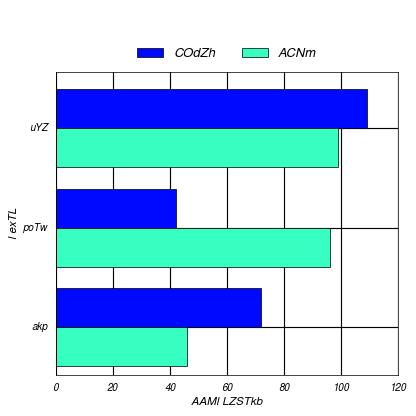 COdZh ACNm
uYZ
poTw
akp
I exTL
0 20 40 60 80 100 120
AAMI LZSTkb